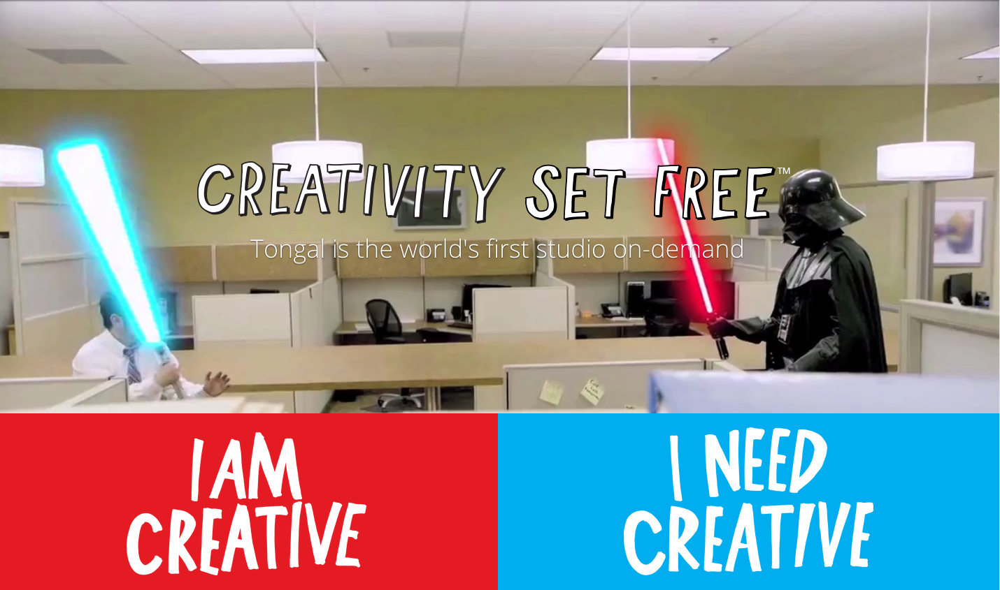 CREATIVITY SET FREE™
Tongal is the world's first studio on-demand
I AM
CREATIVE
I NEED
CREATIVE